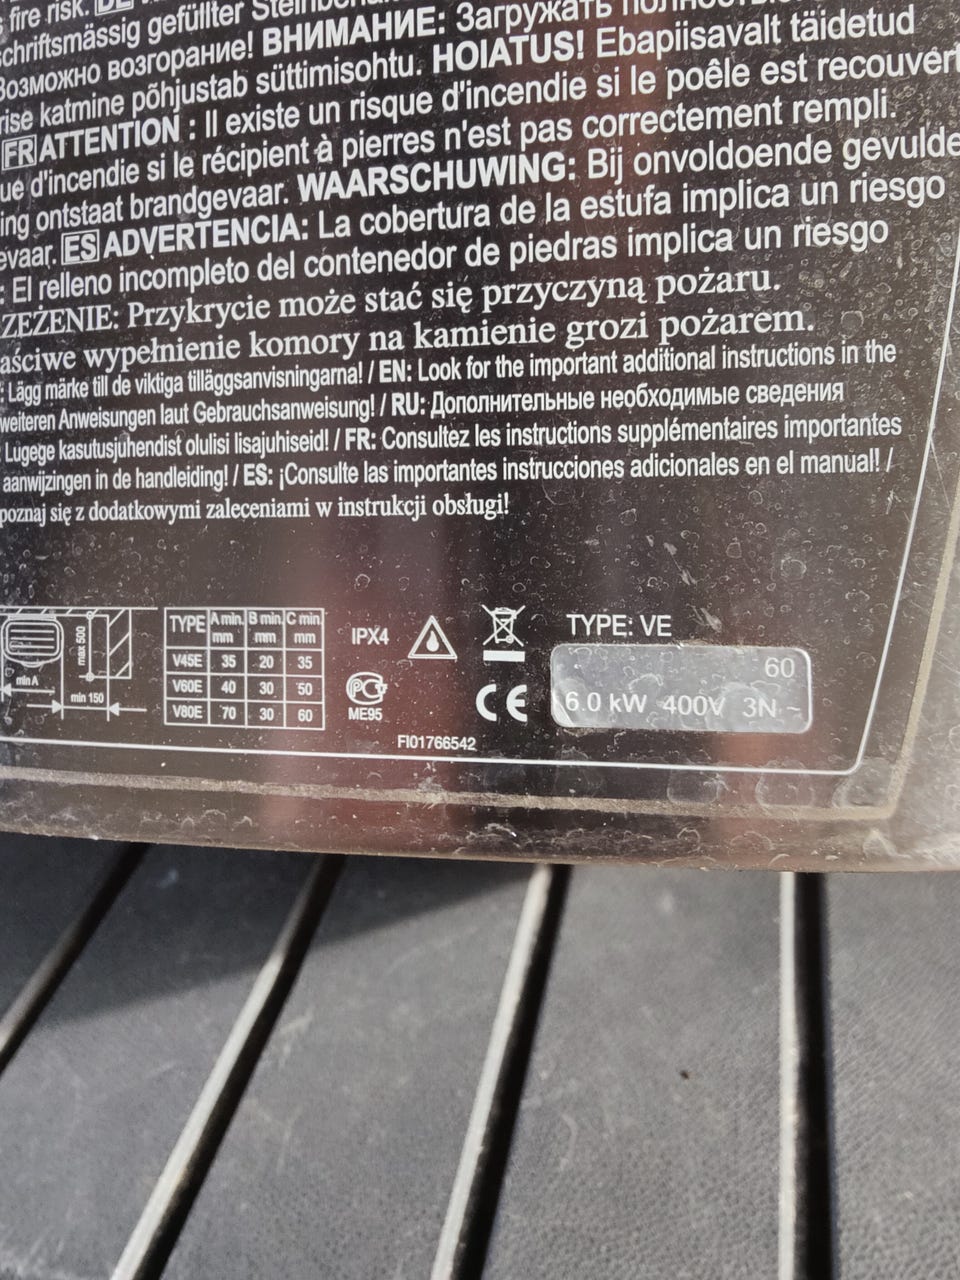 fire risk. DE
schriftsmässig gefüllter
Возможно возгорание! ВНИМАНИЕ: Загружать
rise katmine põhjustab süttimisohtu. HOIATUS! Ebapiisavalt täidetud
FR ATTENTION : Il existe un risque d'incendie si le poêle est recouvert
ue d'incendie si le récipient à pierres n'est pas correctement rempli.
ing ontstaat brandgevaar. WAARSCHUWING: Bij onvoldoende gevulde
evaar. ES ADVERTENCIA: La cobertura de la estufa implica un riesgo
: El relleno incompleto del contenedor de piedras implica un riesgo
ZEŻENIE: Przykrycie może stać się przyczyną pożaru.
aściwe wypełnienie komory na kamienie grozi pożarem.
: Lägg märke till de viktiga tilläggsanvisningarna! / EN: Look for the important additional instructions in the
weiteren Anweisungen laut Gebrauchsanweisung! / RU: Дополнительные необходимые сведения
Lugege kasutusjuhendist olulisi lisajuhiseid! / FR: Consultez les instructions supplémentaires importantes
aanwijzingen in de handleiding! / ES: ¡Consulte las importantes instrucciones adicionales en el manual! /
poznaj się z dodatkowymi zaleceniami w instrukcji obsługi!
max 500
min A
min 150
TYPE A min. mm B min. mm C min. mm
V45E 35 20 35
V60E 40 30 50
V80E 70 30 60
IPX4
РСТ
ME95
CE
FI01766542
TYPE: VE
60
6.0 kW 400V 3N ~